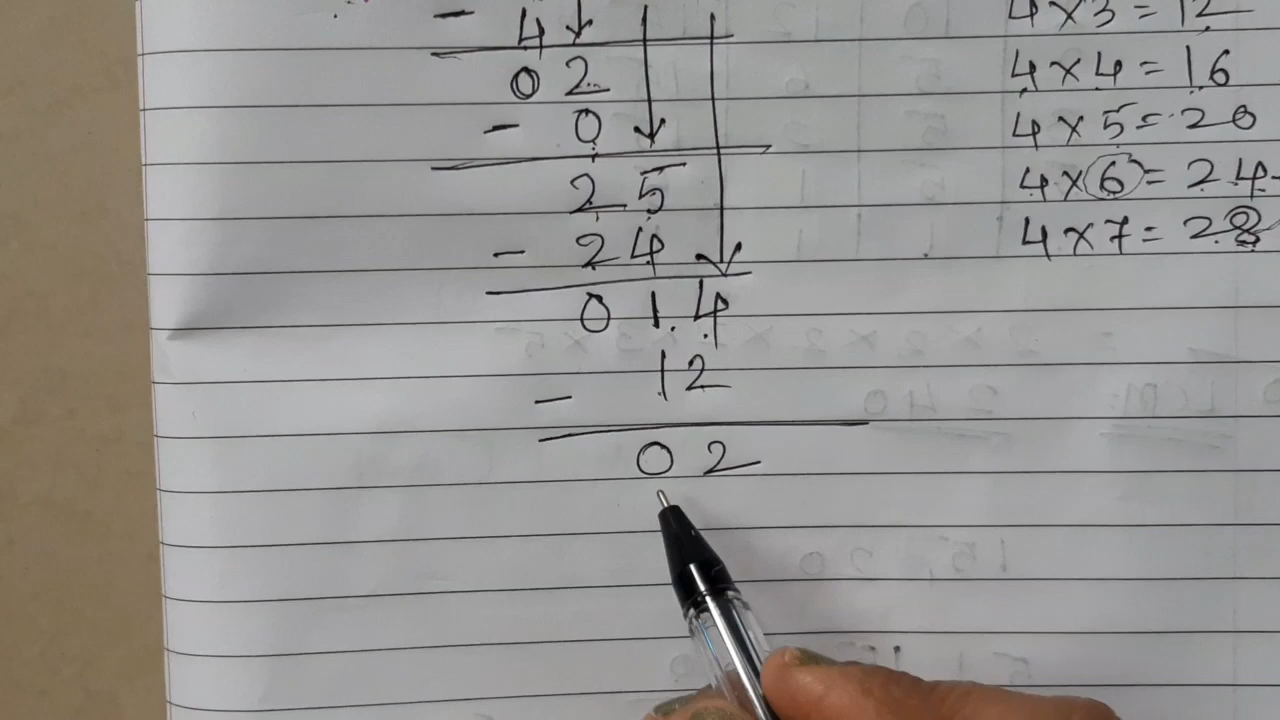 - 4
0 2
- 0
2 5
- 2 4
0 1 4
- 1 2
0 2
4 × 3 = 12
4 × 4 = 16
4 × 5 = 20
4 × 6 = 24
4 × 7 = 28